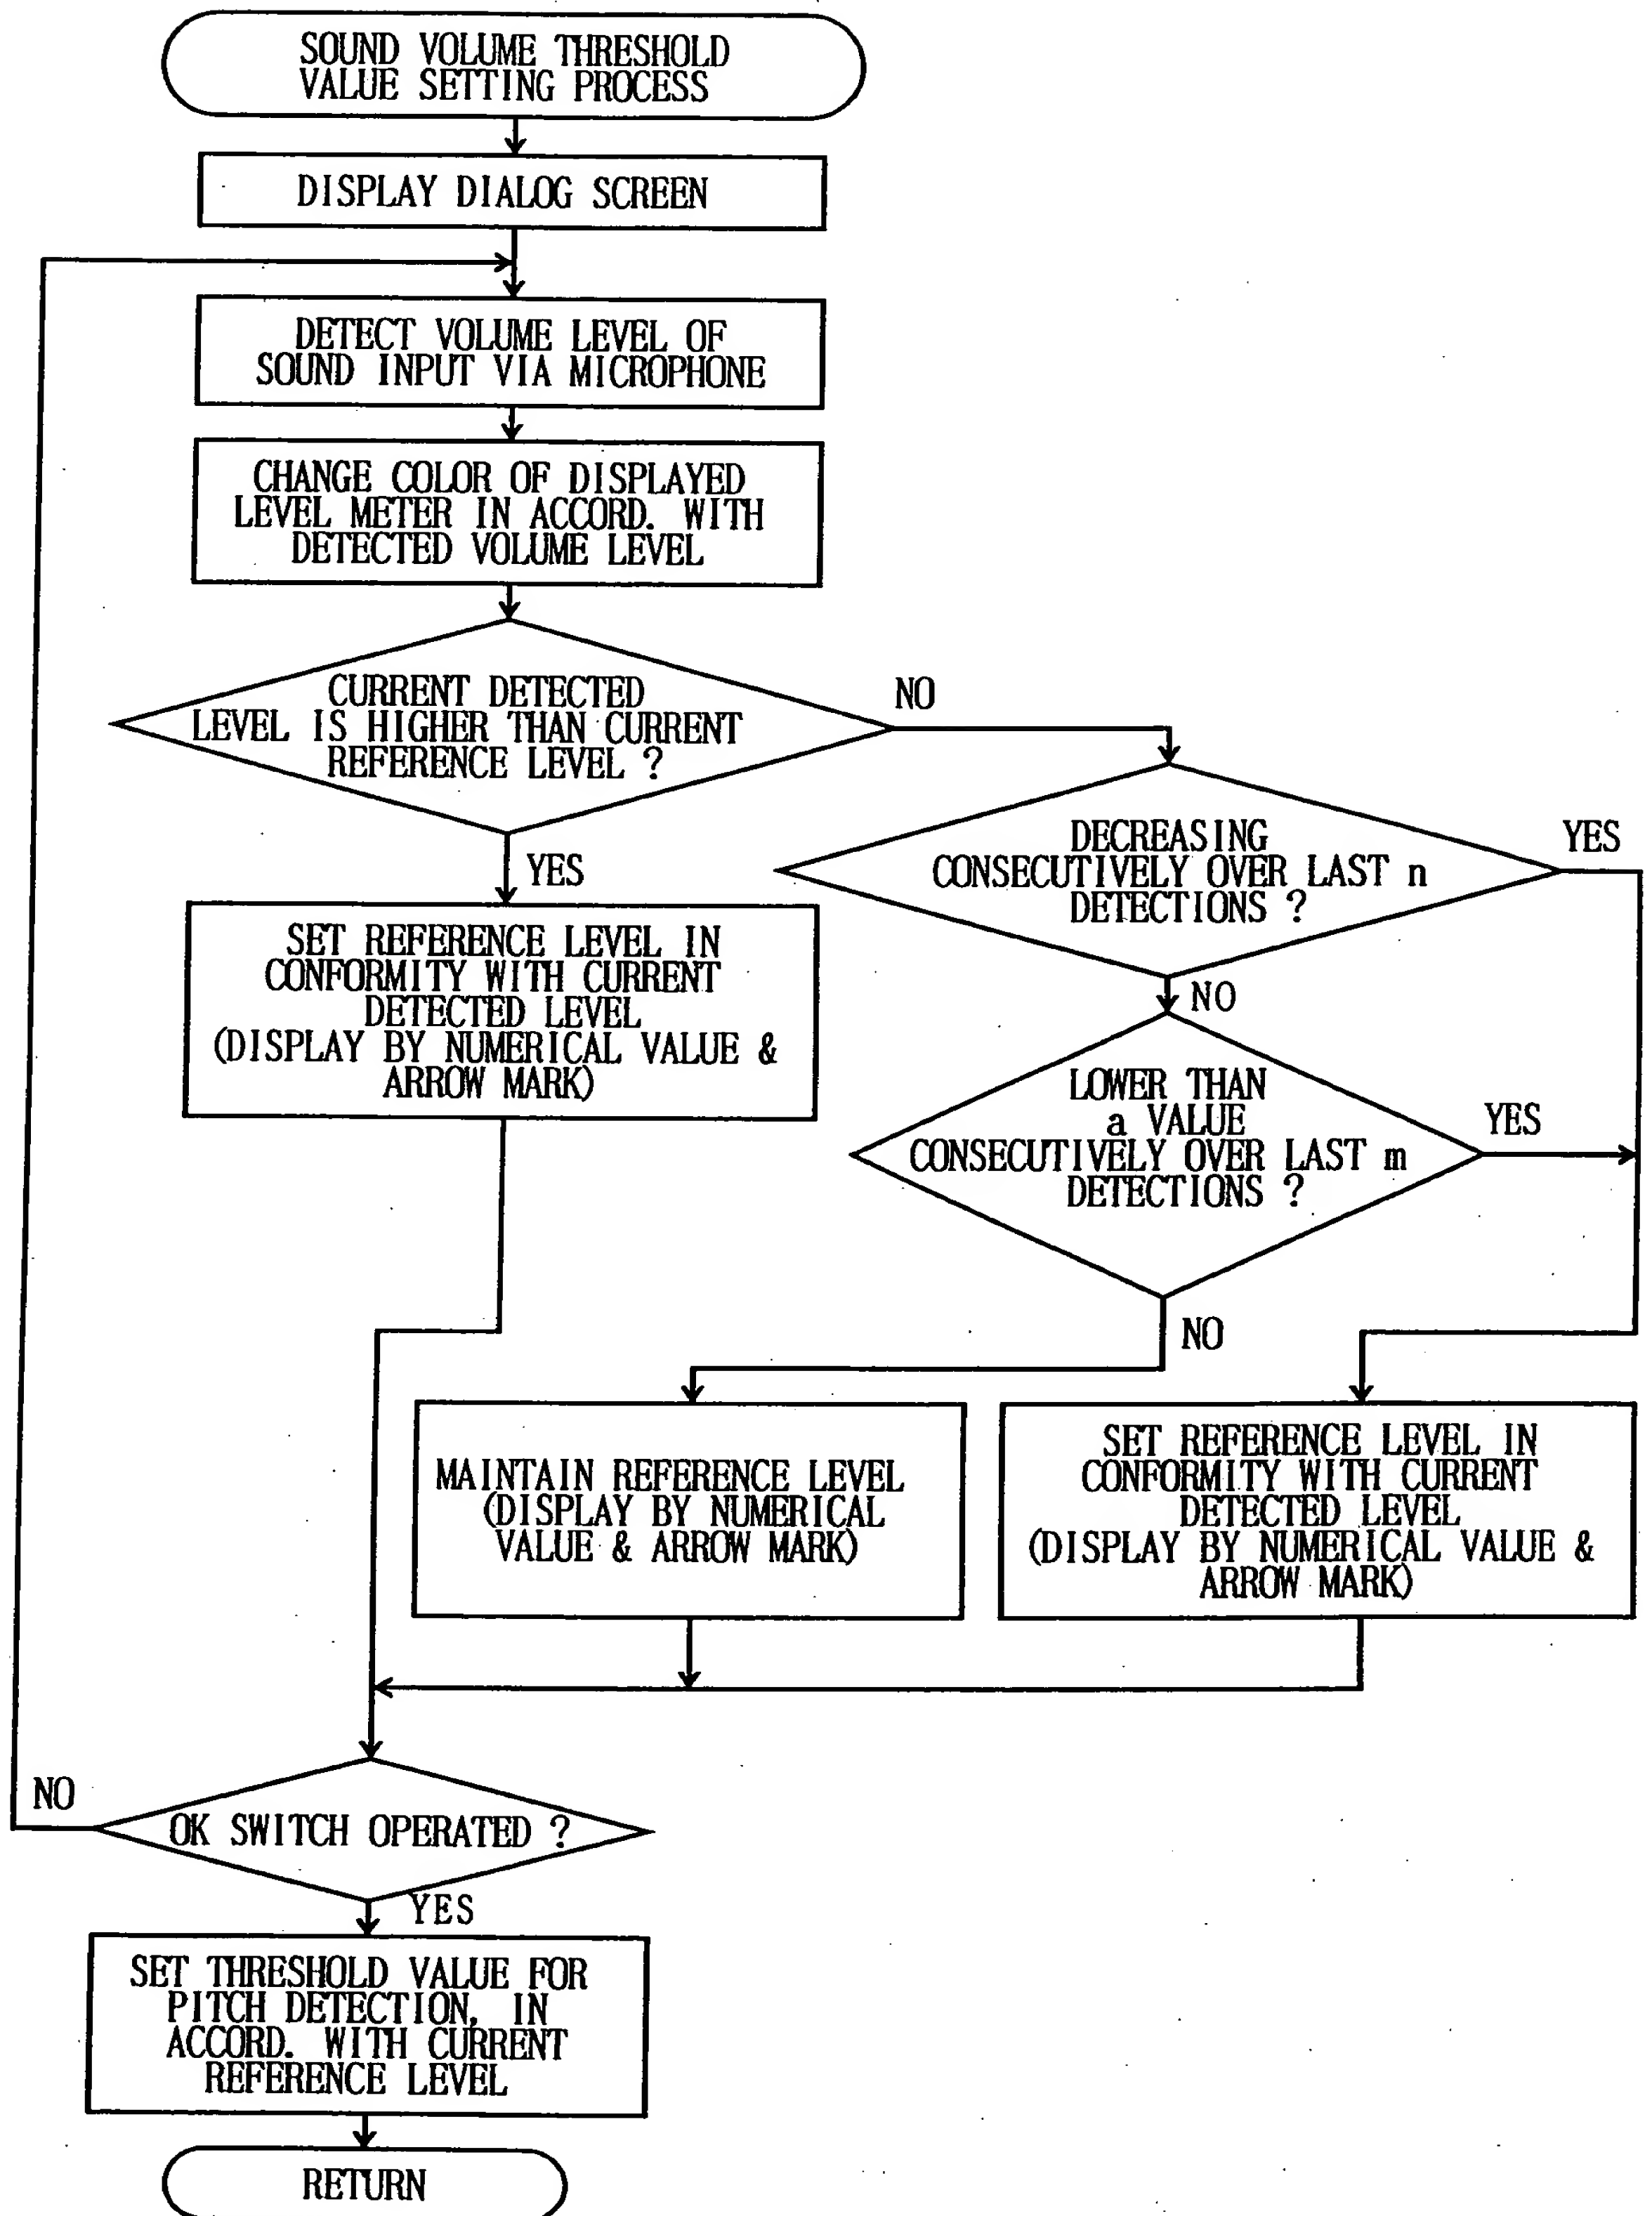 SOUND VOLUME THRESHOLD
VALUE SETTING PROCESS
DISPLAY DIALOG SCREEN
DETECT VOLUME LEVEL OF
SOUND INPUT VIA MICROPHONE
CHANGE COLOR OF DISPLAYED
LEVEL METER IN ACCORD. WITH
DETECTED VOLUME LEVEL
CURRENT DETECTED
LEVEL IS HIGHER THAN CURRENT
REFERENCE LEVEL ?
NO
YES
DECREASING
CONSECUTIVELY OVER LAST n
DETECTIONS ?
YES
NO
SET REFERENCE LEVEL IN
CONFORMITY WITH CURRENT
DETECTED LEVEL
(DISPLAY BY NUMERICAL VALUE &
ARROW MARK)
LOWER THAN
a VALUE
CONSECUTIVELY OVER LAST m
DETECTIONS ?
YES
NO
MAINTAIN REFERENCE LEVEL
(DISPLAY BY NUMERICAL
VALUE & ARROW MARK)
SET REFERENCE LEVEL IN
CONFORMITY WITH CURRENT
DETECTED LEVEL
(DISPLAY BY NUMERICAL VALUE &
ARROW MARK)
NO
OK SWITCH OPERATED ?
YES
SET THRESHOLD VALUE FOR
PITCH DETECTION, IN
ACCORD. WITH CURRENT
REFERENCE LEVEL
RETURN